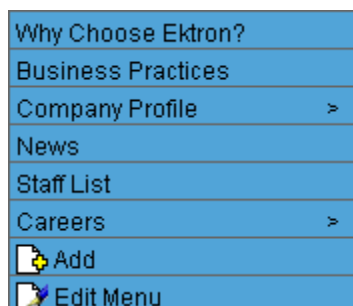 Why Choose Ektron?
Business Practices
Company Profile >
News
Staff List
Careers >
Add
Edit Menu